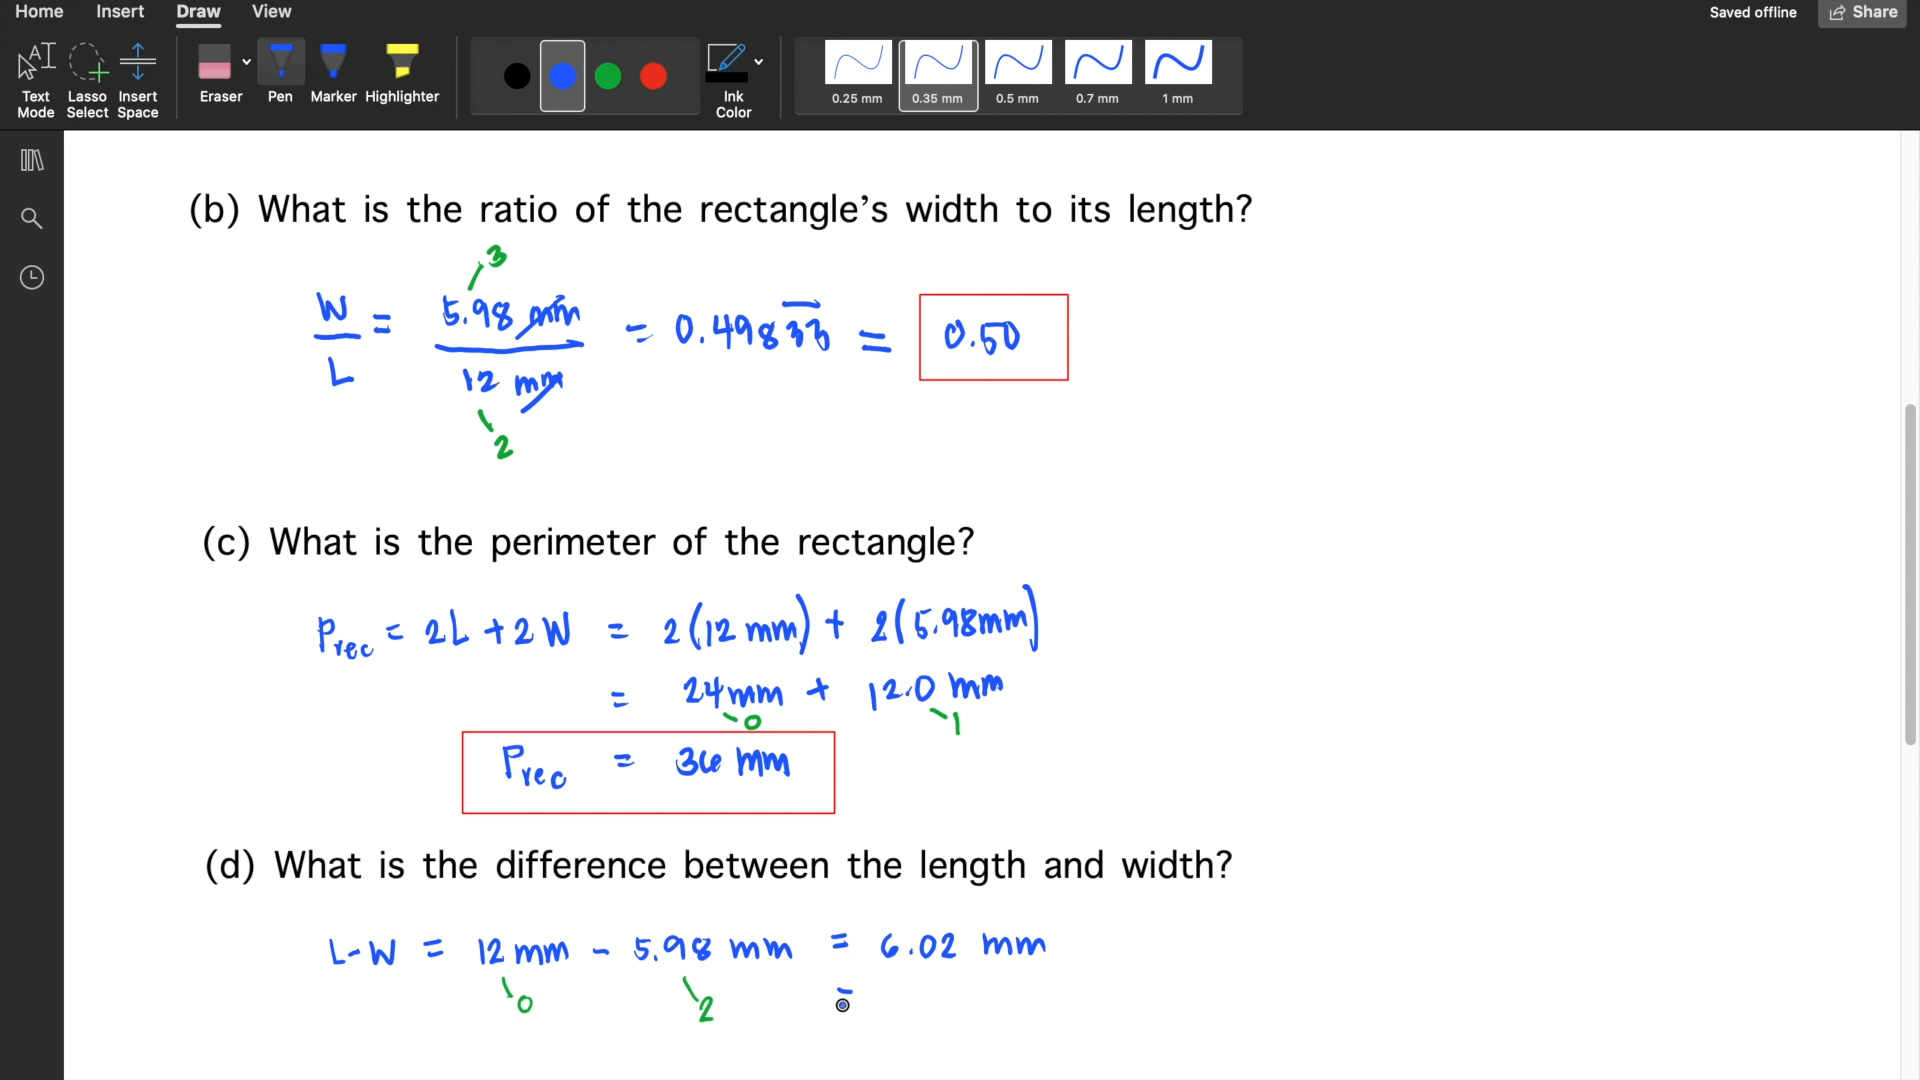 Home Insert Draw View Saved offline Share
Text Mode Lasso Select Insert Space Eraser Pen Marker Highlighter Ink Color 0.25 mm 0.35 mm 0.5 mm 0.7 mm 1 mm
(b) What is the ratio of the rectangle’s width to its length?
3
W/L = 5.98 mm/12 mm = 0.49833 = 0.50
2
(c) What is the perimeter of the rectangle?
Prec = 2L + 2W = 2(12 mm) + 2(5.98mm)
= 24mm + 12.0 mm
0 1
Prec = 36 mm
(d) What is the difference between the length and width?
L-W = 12 mm - 5.98 mm = 6.02 mm
0 2 =